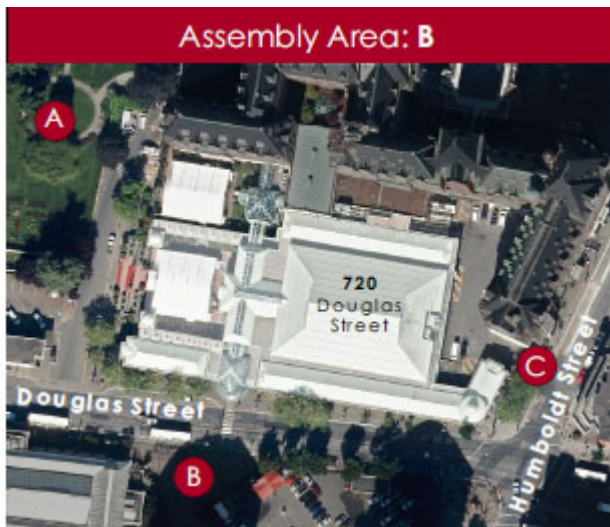 Assembly Area: B
A
720
Douglas
Street
C
Humboldt Street
Douglas Street
B